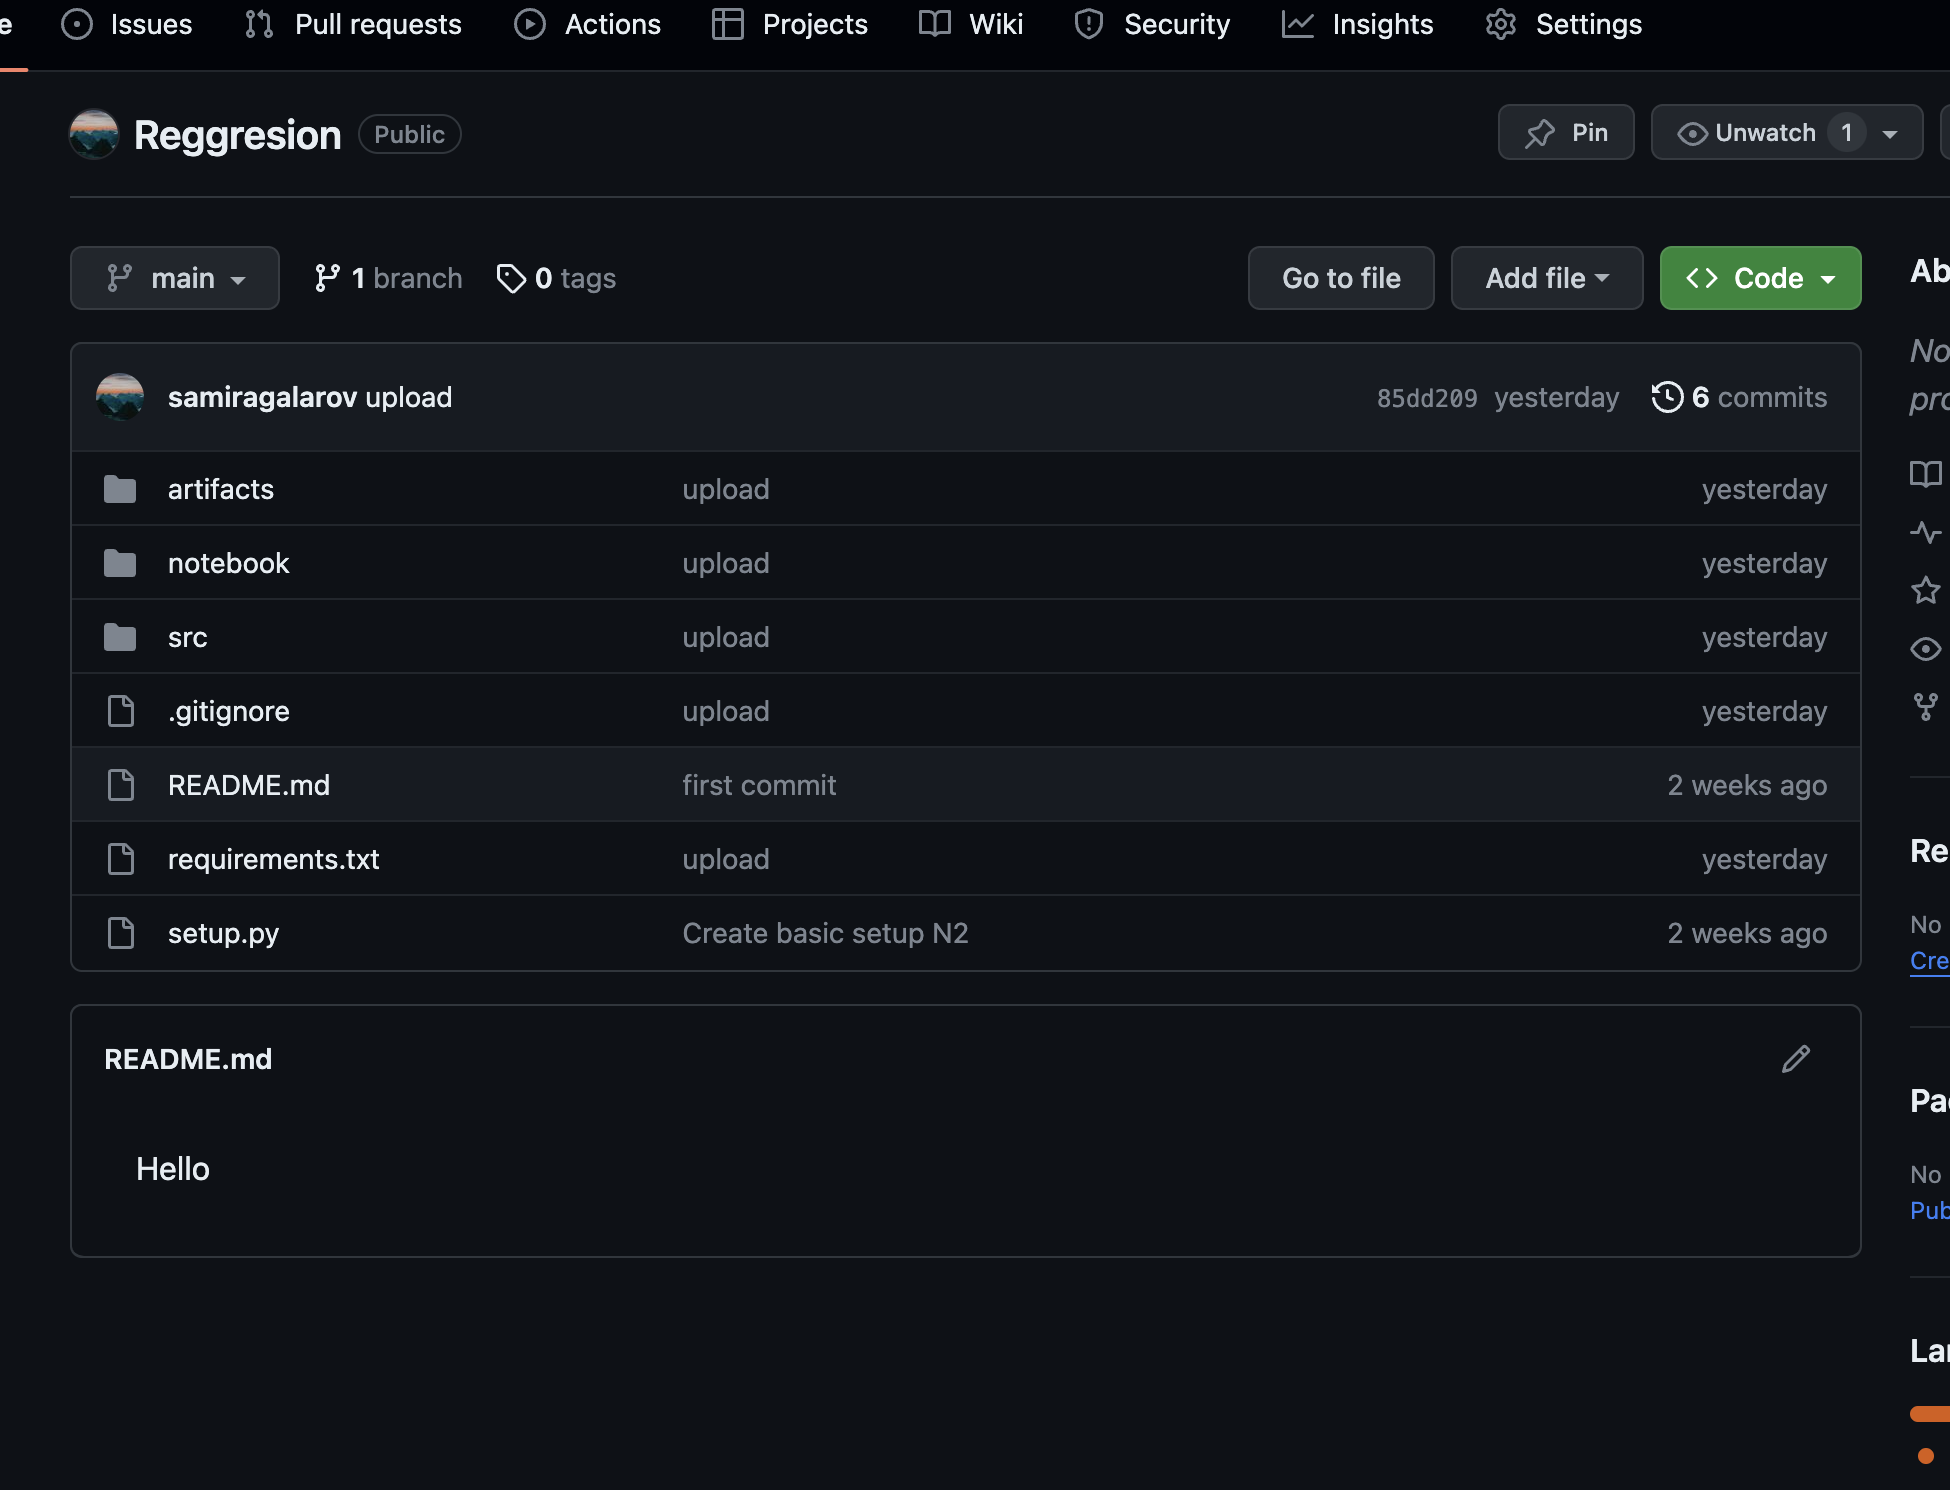 e Issues Pull requests Actions Projects Wiki Security Insights Settings
Reggresion Public Pin Unwatch 1
main 1 branch 0 tags Go to file Add file Code
samiragalarov upload 85dd209 yesterday 6 commits
artifacts upload yesterday
notebook upload yesterday
src upload yesterday
.gitignore upload yesterday
README.md first commit 2 weeks ago
requirements.txt upload yesterday
setup.py Create basic setup N2 2 weeks ago
README.md
Hello
Ab
No
pro
Re
No
Cre
Pa
No
Pub
La